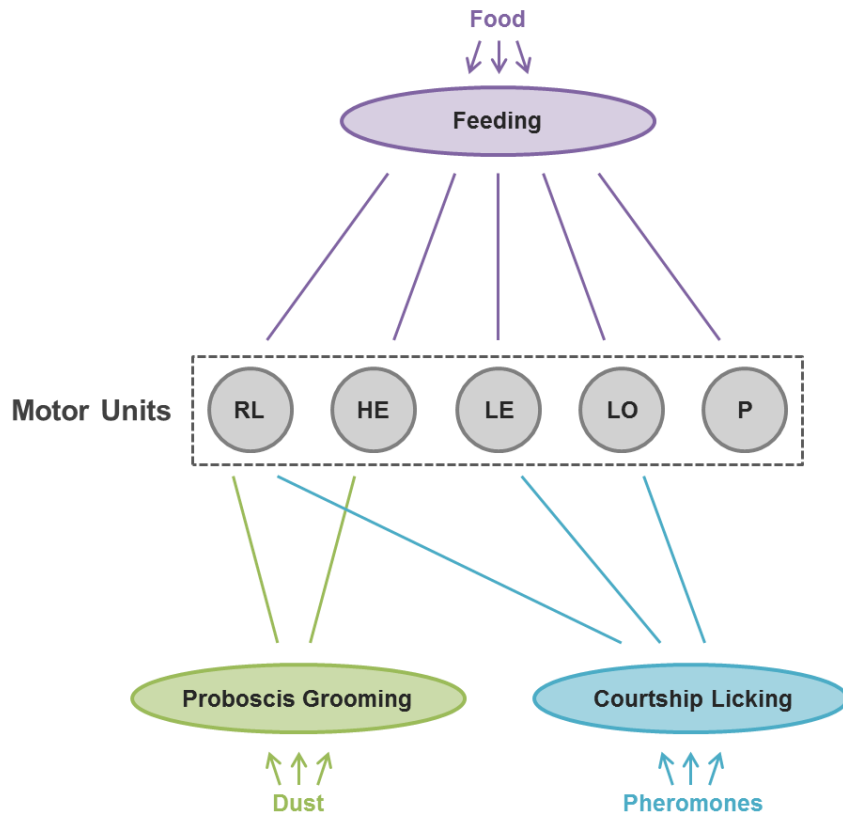 Food
Feeding
Motor Units
RL
HE
LE
LO
P
Proboscis Grooming
Courtship Licking
Dust
Pheromones